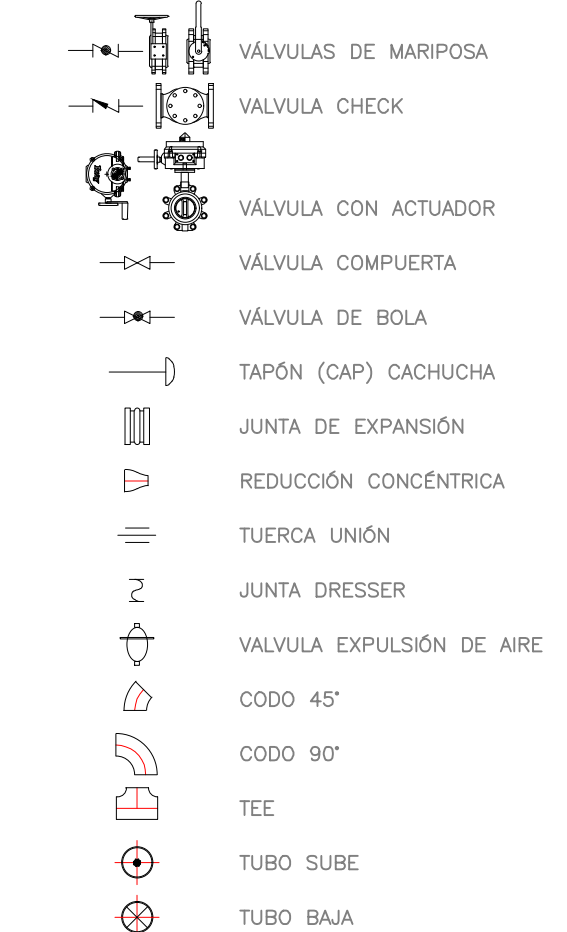 VÁLVULAS DE MARIPOSA
VALVULA CHECK
VÁLVULA CON ACTUADOR
VÁLVULA COMPUERTA
VÁLVULA DE BOLA
TAPÓN (CAP) CACHUCHA
JUNTA DE EXPANSIÓN
REDUCCIÓN CONCÉNTRICA
TUERCA UNIÓN
JUNTA DRESSER
VALVULA EXPULSIÓN DE AIRE
CODO 45°
CODO 90°
TEE
TUBO SUBE
TUBO BAJA